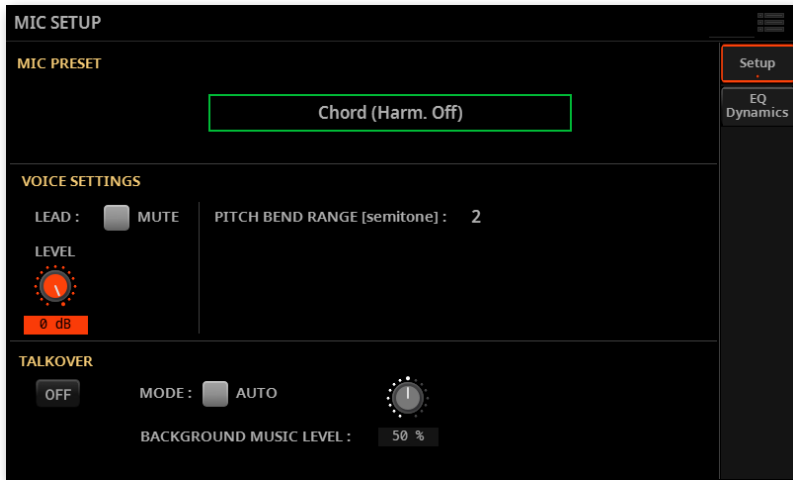 MIC SETUP
MIC PRESET
Setup
Chord (Harm. Off)
EQ
Dynamics
VOICE SETTINGS
LEAD : MUTE PITCH BEND RANGE [semitone] : 2
LEVEL
0 dB
TALKOVER
OFF MODE : AUTO
BACKGROUND MUSIC LEVEL : 50 %